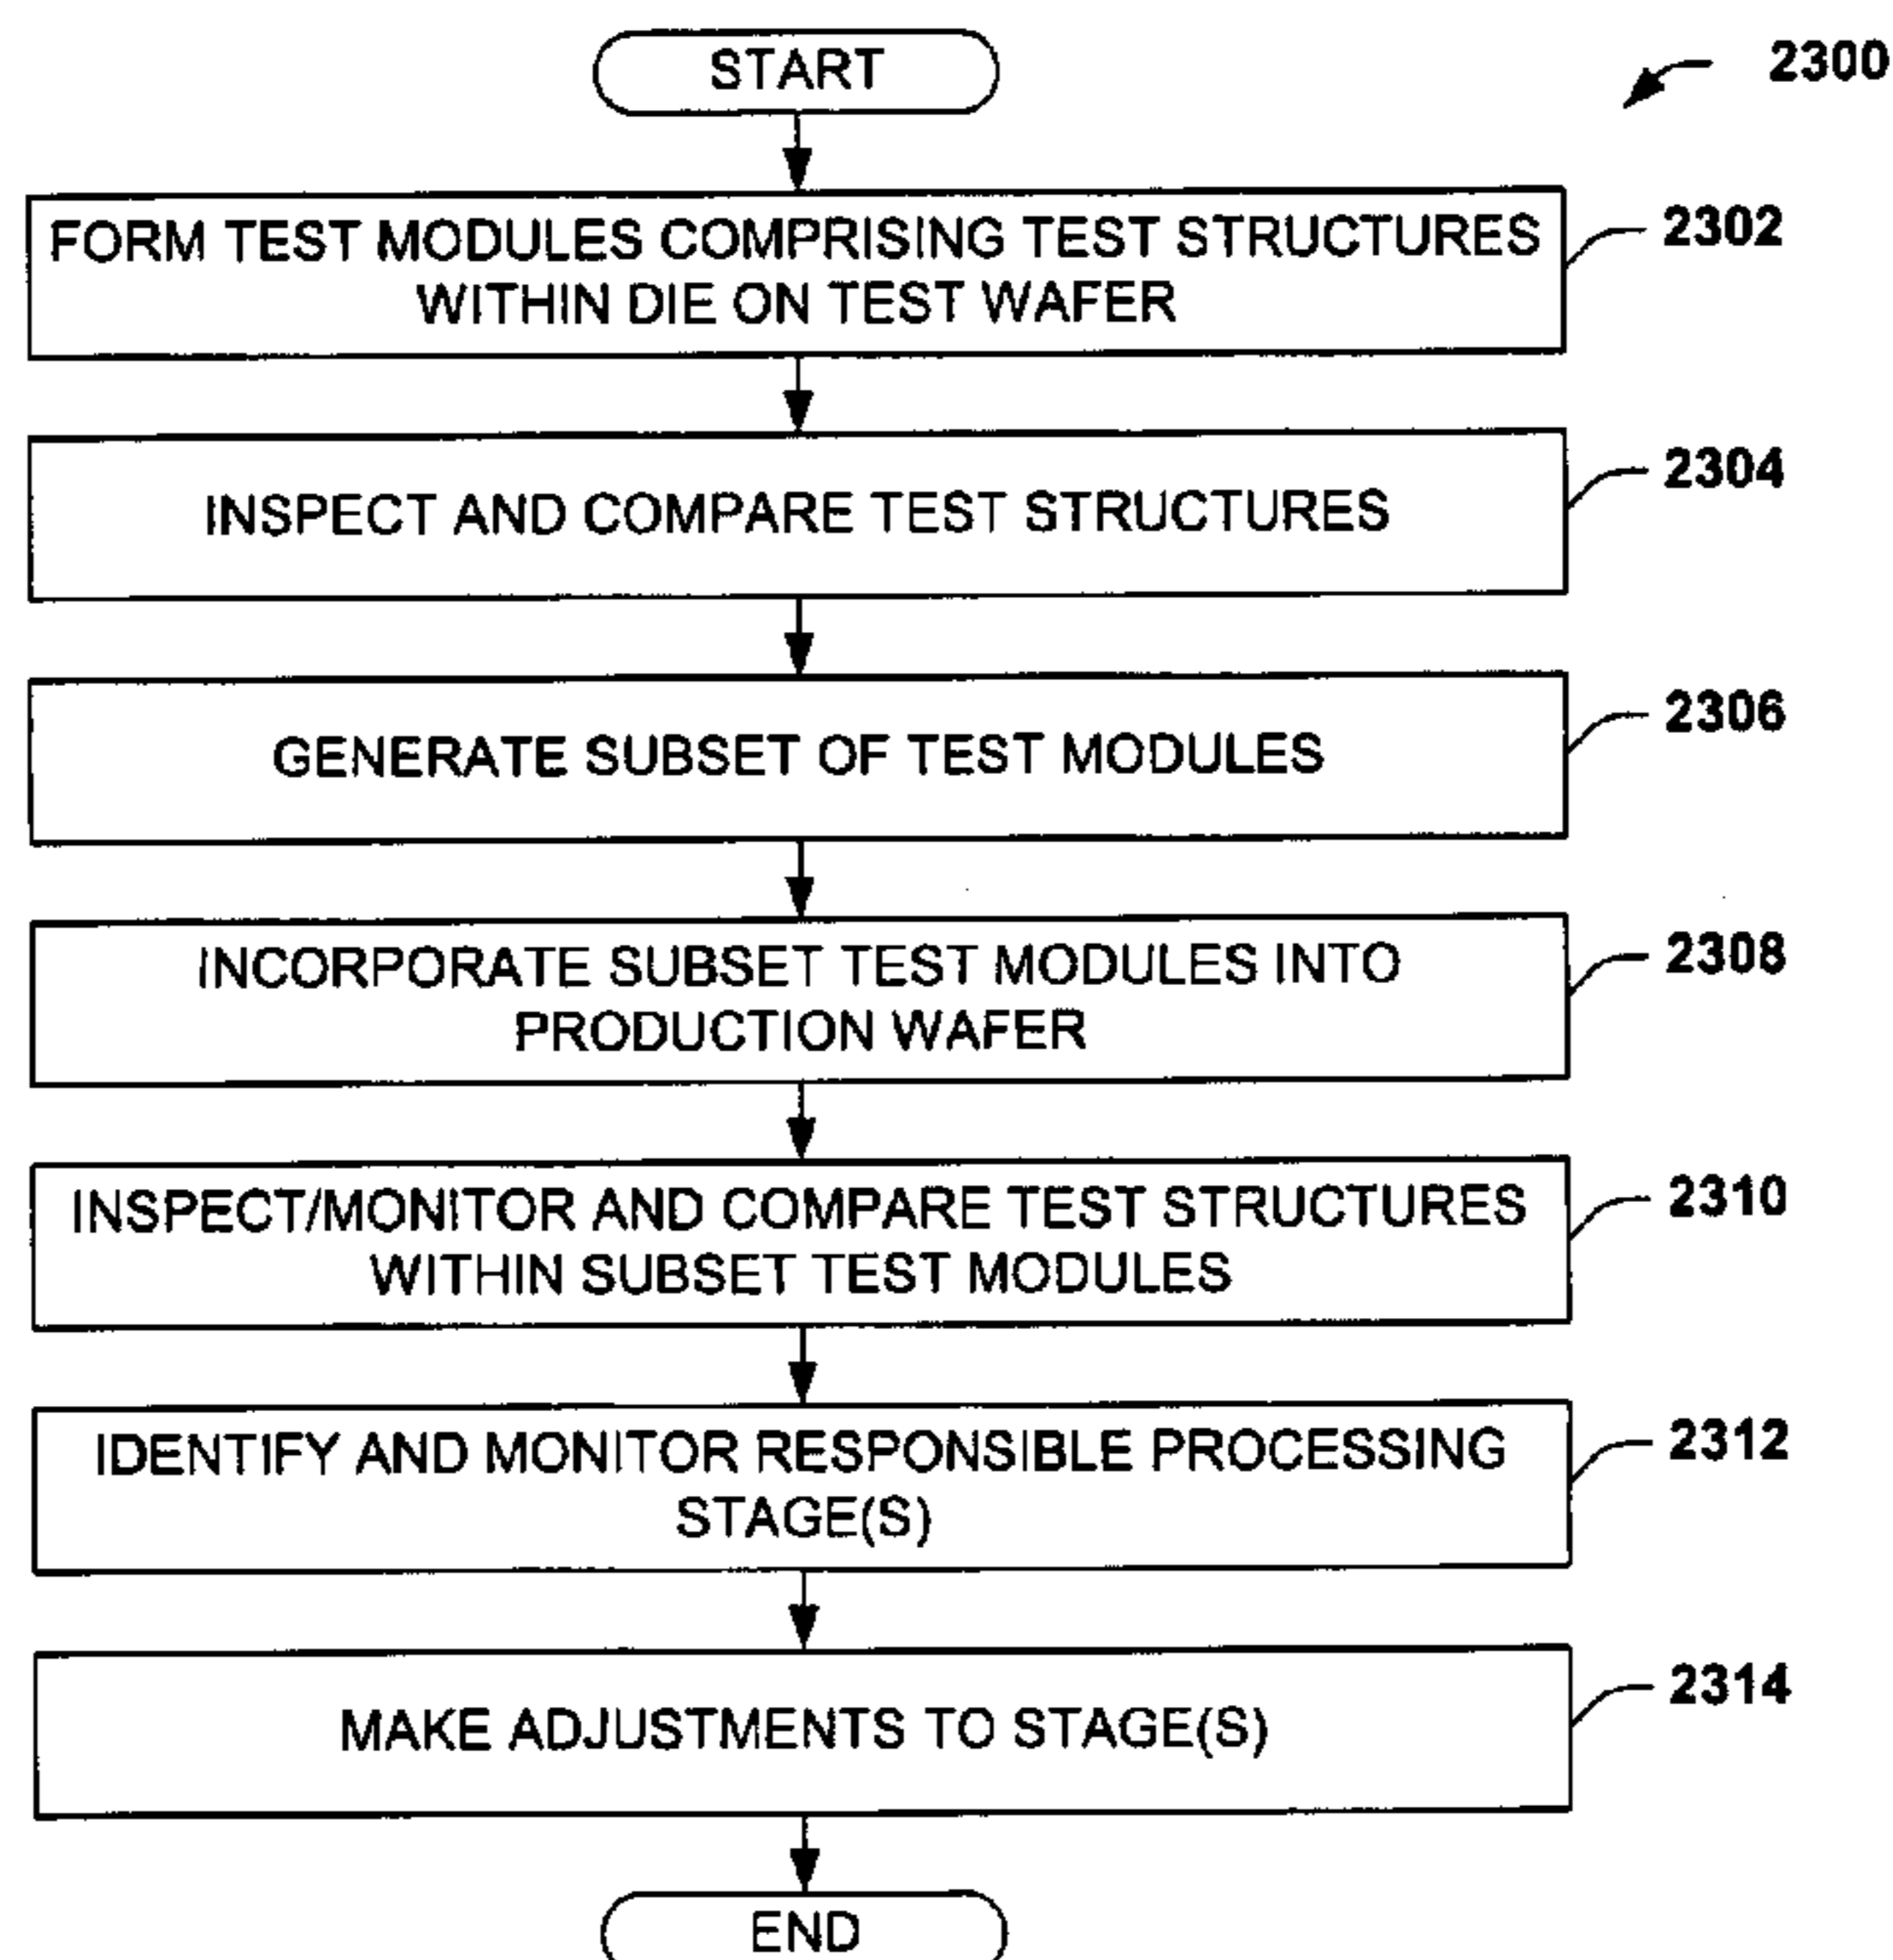 START
2300
FORM TEST MODULES COMPRISING TEST STRUCTURES
WITHIN DIE ON TEST WAFER
2302
INSPECT AND COMPARE TEST STRUCTURES
2304
GENERATE SUBSET OF TEST MODULES
2306
INCORPORATE SUBSET TEST MODULES INTO
PRODUCTION WAFER
2308
INSPECT/MONITOR AND COMPARE TEST STRUCTURES
WITHIN SUBSET TEST MODULES
2310
IDENTIFY AND MONITOR RESPONSIBLE PROCESSING
STAGE(S)
2312
MAKE ADJUSTMENTS TO STAGE(S)
2314
END